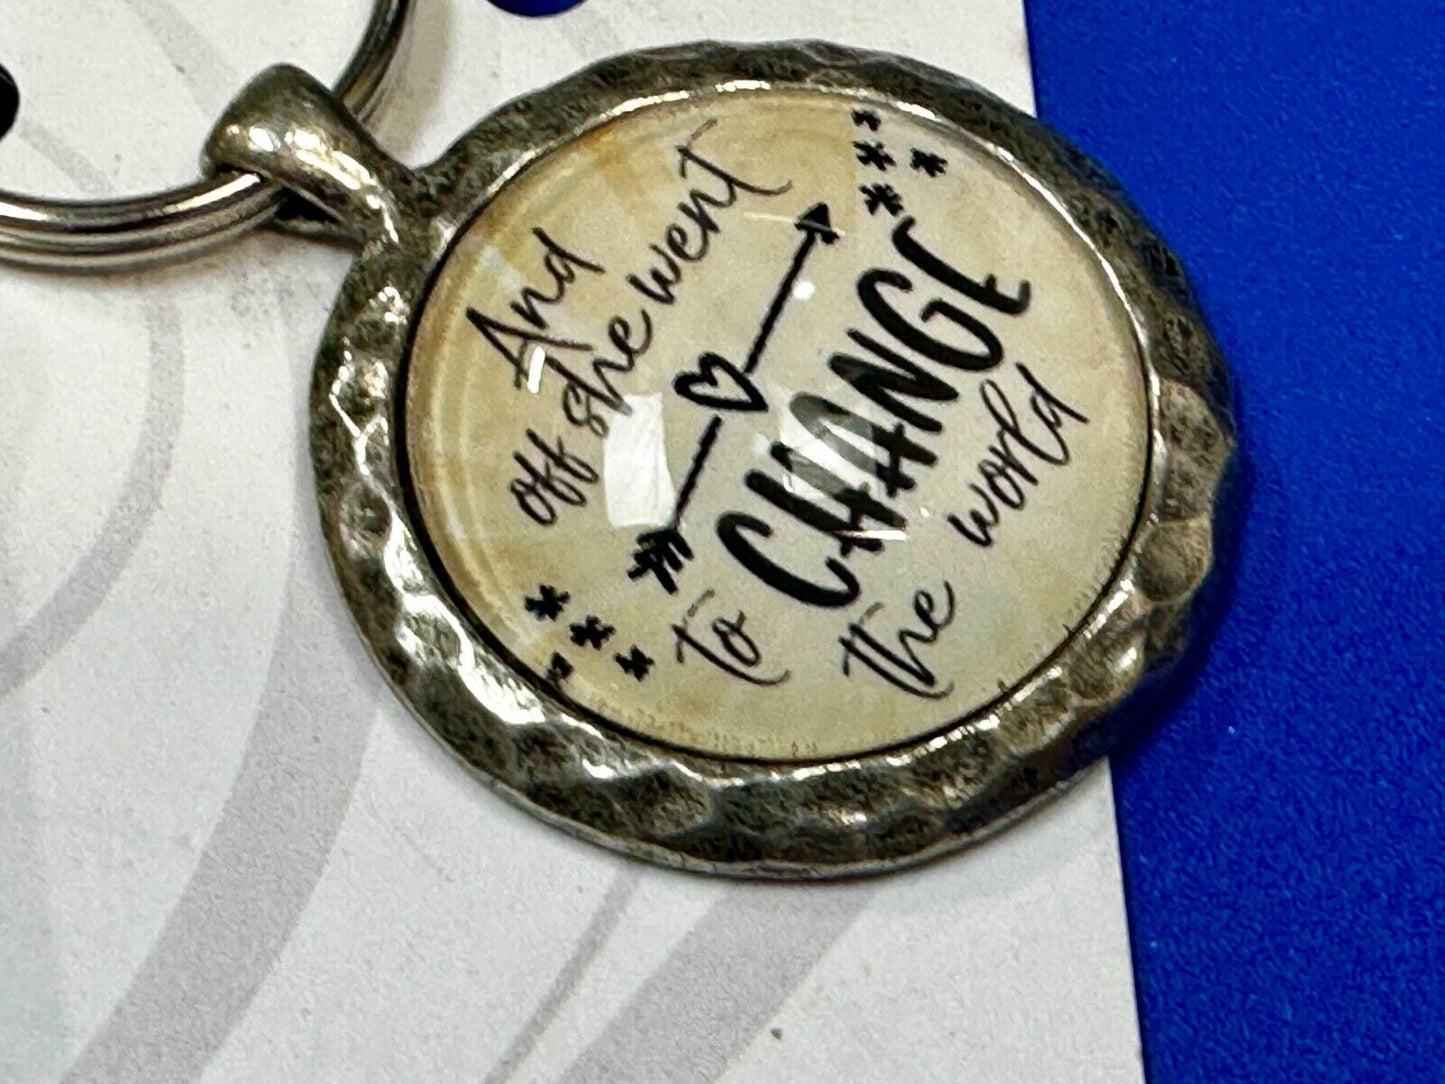 And
off she went
to CHANGE
the world